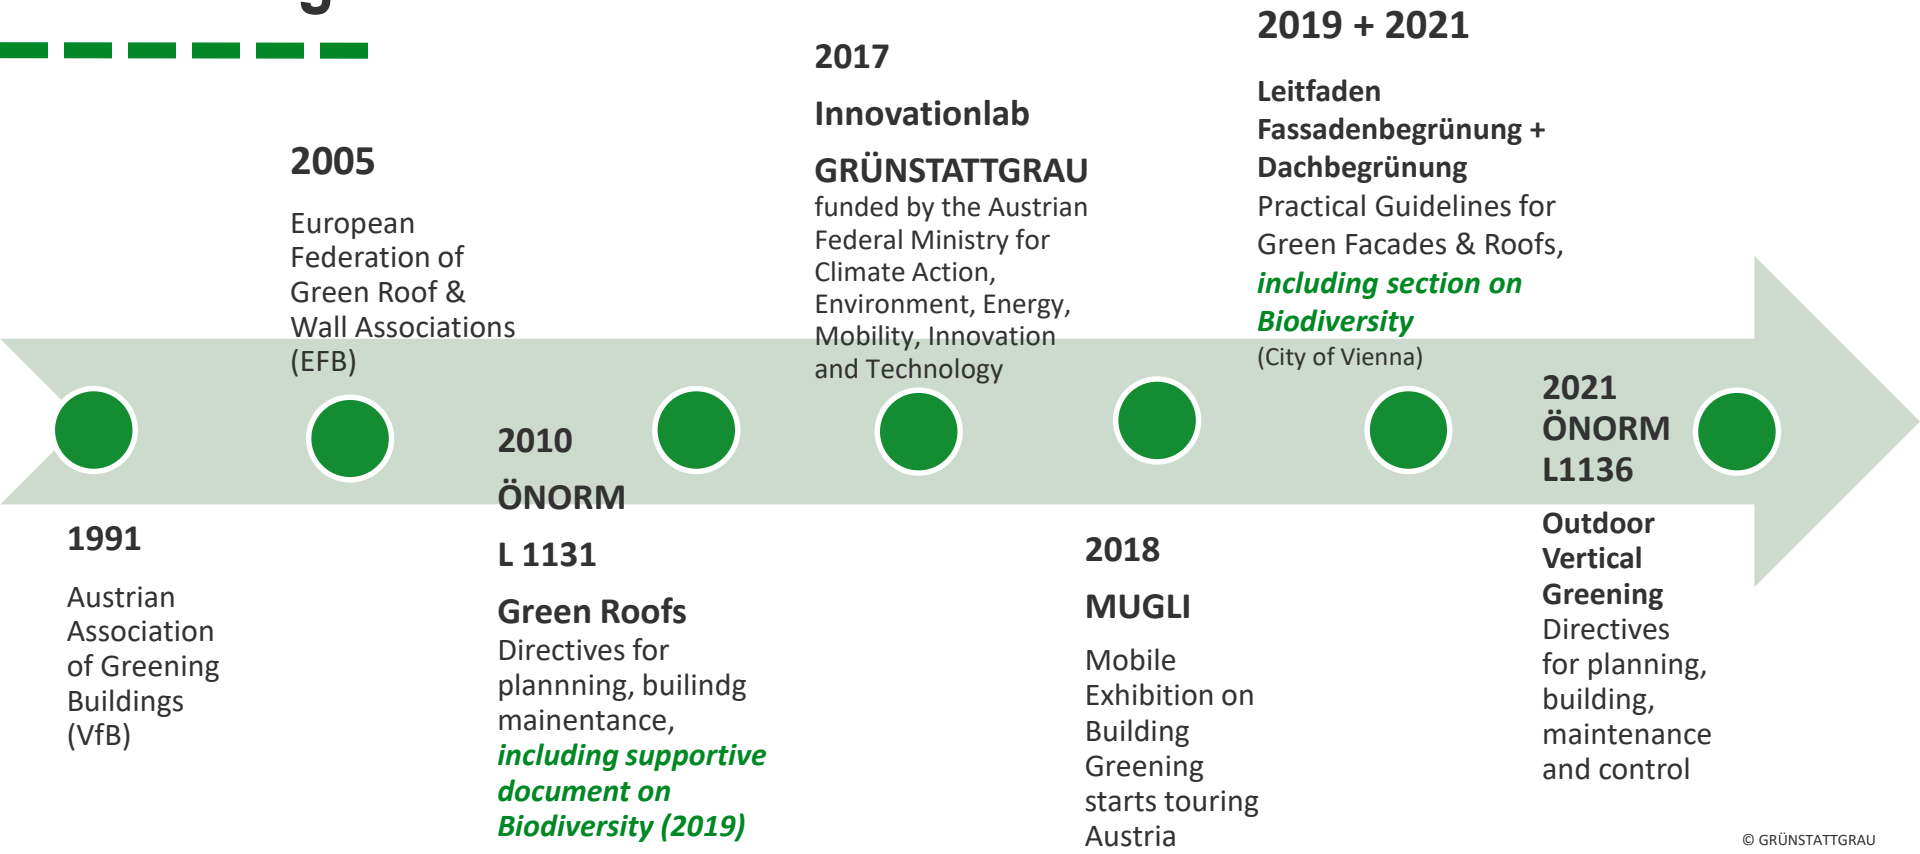 1991
Austrian
Association
of Greening
Buildings
(VfB)
2005
European
Federation of
Green Roof &
Wall Associations
(EFB)
2010
ÖNORM
L 1131
Green Roofs
Directives for
plannning, builindg
mainentance,
including supportive
document on
Biodiversity (2019)
2017
Innovationlab
GRÜNSTATTGRAU
funded by the Austrian
Federal Ministry for
Climate Action,
Environment, Energy,
Mobility, Innovation
and Technology
2018
MUGLI
Mobile
Exhibition on
Building
Greening
starts touring
Austria
2019 + 2021
Leitfaden
Fassadenbegrünung +
Dachbegrünung
Practical Guidelines for
Green Facades & Roofs,
including section on
Biodiversity
(City of Vienna)
2021
ÖNORM
L1136
Outdoor
Vertical
Greening
Directives
for planning,
building,
maintenance
and control
© GRÜNSTATTGRAU